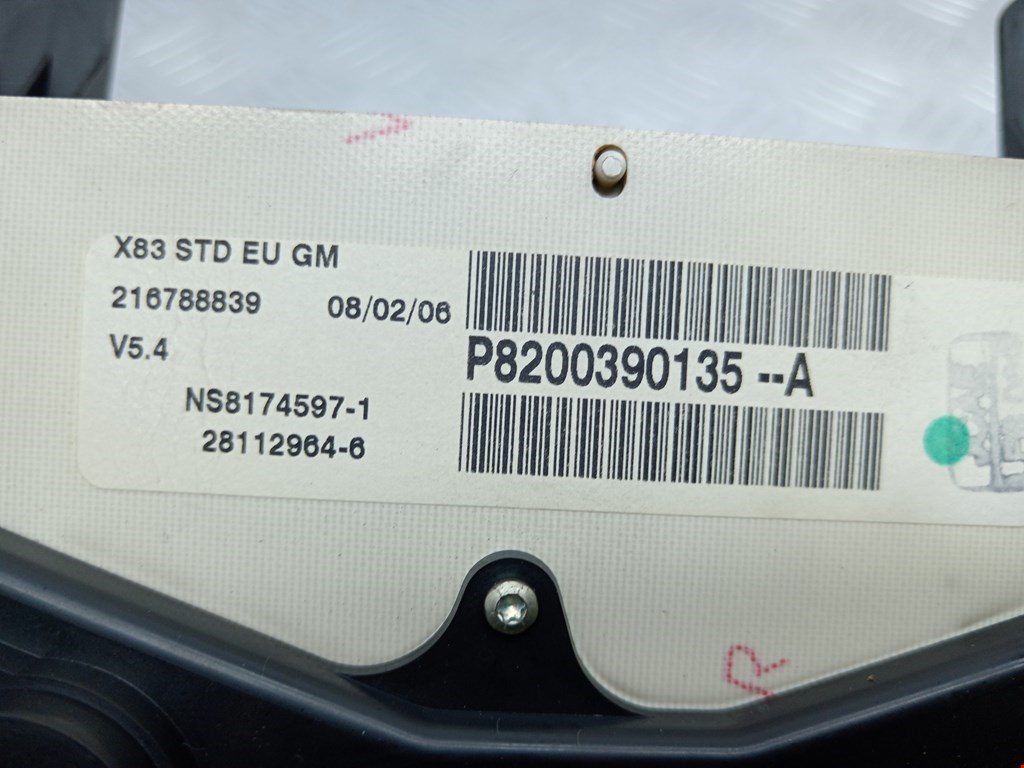 X83 STD EU GM
216788839 08/02/06
V5.4
P8200390135 --A
NS8174597-1
28112964-6
R